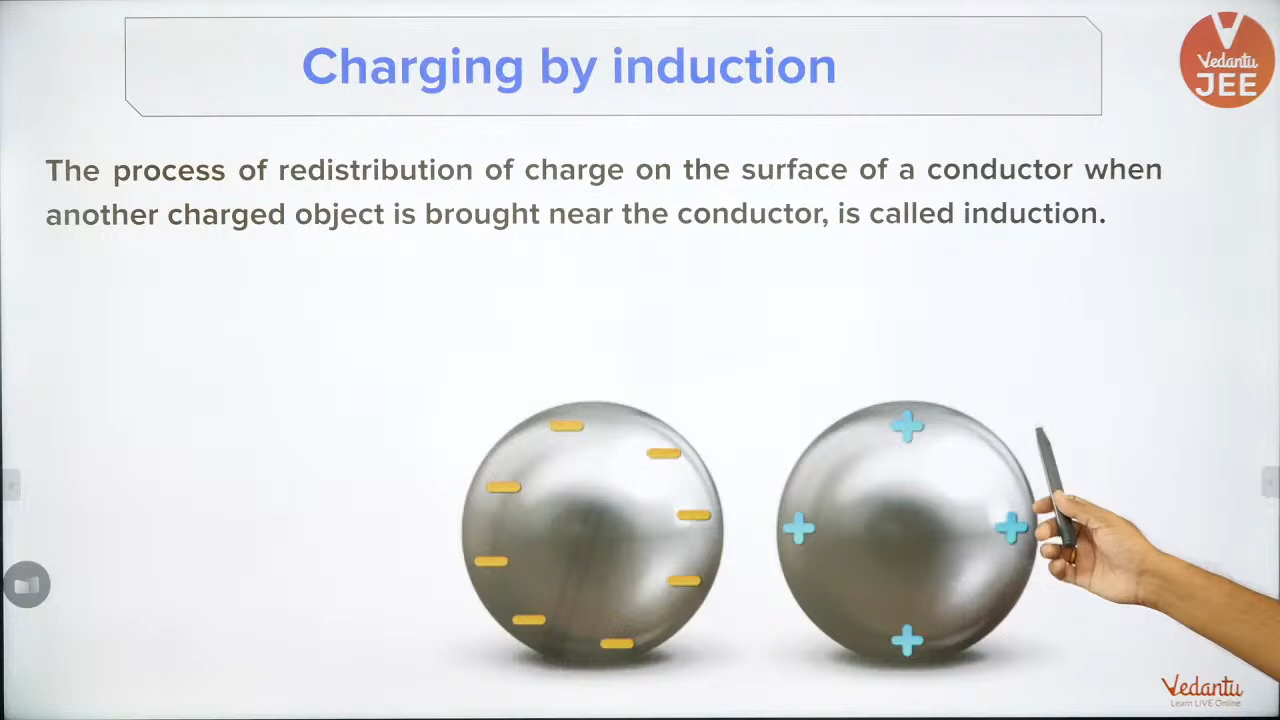 Charging by induction
Vedantu
JEE
The process of redistribution of charge on the surface of a conductor when
another charged object is brought near the conductor, is called induction.
Vedantu
Learn LIVE Online